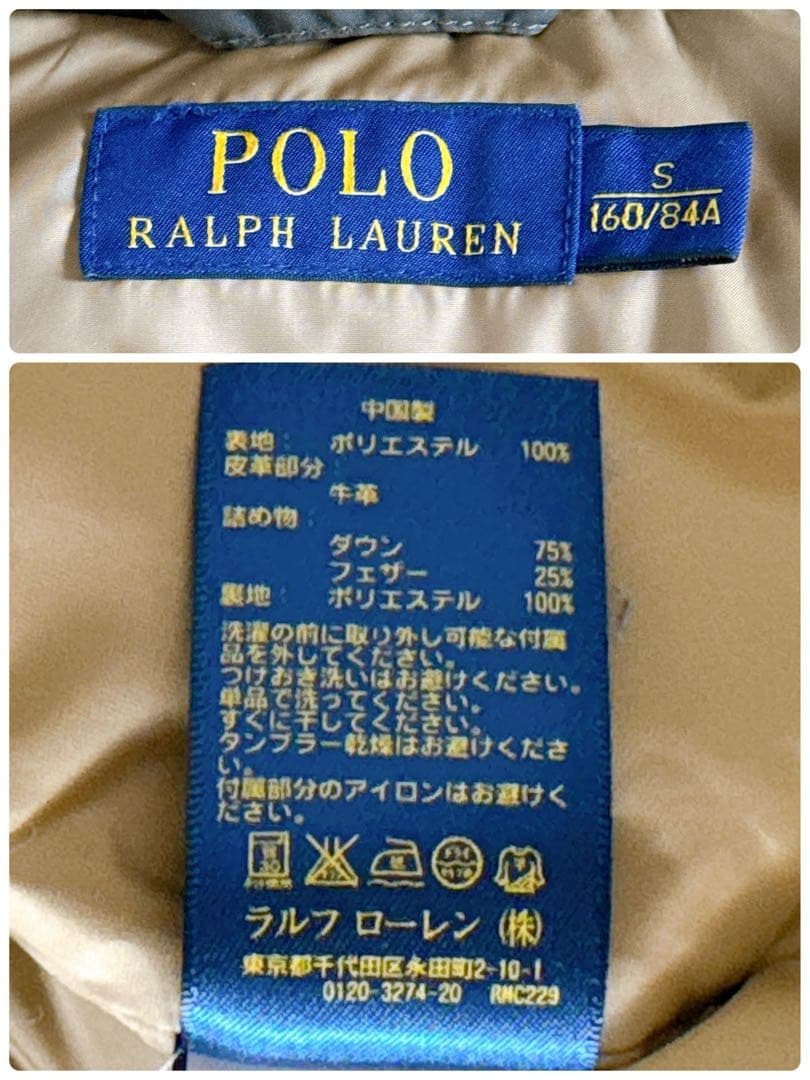 POLO
RALPH LAUREN
S
160/84A
中国製
表地： ポリエステル 100%
皮革部分：
牛革
詰め物：
ダウン 75%
フェザー 25%
裏地： ポリエステル 100%
洗濯の前に取り外し可能な付属
品を外してください。
つけおき洗いはお避けください。
単品で洗ってください。
すぐに干してください。
タンブラー乾燥はお避けくださ
い。
付属部分のアイロンはお避けく
ださい。
ラルフ ローレン (株)
東京都千代田区永田町2-10-1
0120-3274-20 RMC229